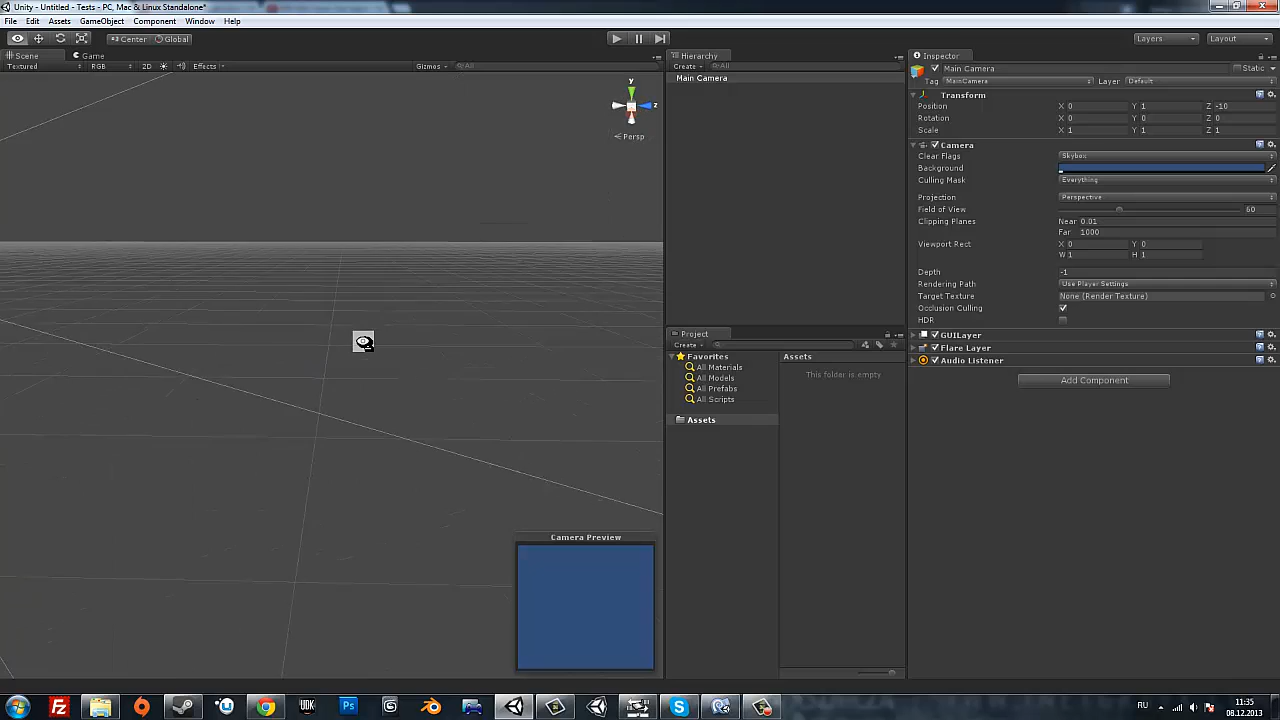 Unity - Untitled - Tests - PC, Mac & Linux Standalone*
File Edit Assets GameObject Component Window Help
Center Global Layers Layout
Scene Game
Textured RGB 2D Effects Gizmos All
y
z
Persp
Camera Preview
Hierarchy
Create All
Main Camera
Project
Create
Favorites
All Materials
All Models
All Prefabs
All Scripts
Assets
Assets
This folder is empty
Inspector
Main Camera Static
Tag MainCamera Layer Default
Transform
Position X 0 Y 1 Z -10
Rotation X 0 Y 0 Z 0
Scale X 1 Y 1 Z 1
Camera
Clear Flags Skybox
Background
Culling Mask Everything
Projection Perspective
Field of View 60
Clipping Planes Near 0.01
Far 1000
Viewport Rect X 0 Y 0
W 1 H 1
Depth -1
Rendering Path Use Player Settings
Target Texture None (Render Texture)
Occlusion Culling
HDR
GUILayer
Flare Layer
Audio Listener
Add Component
Fz UDK Ps
RU 11:35
08.12.2013